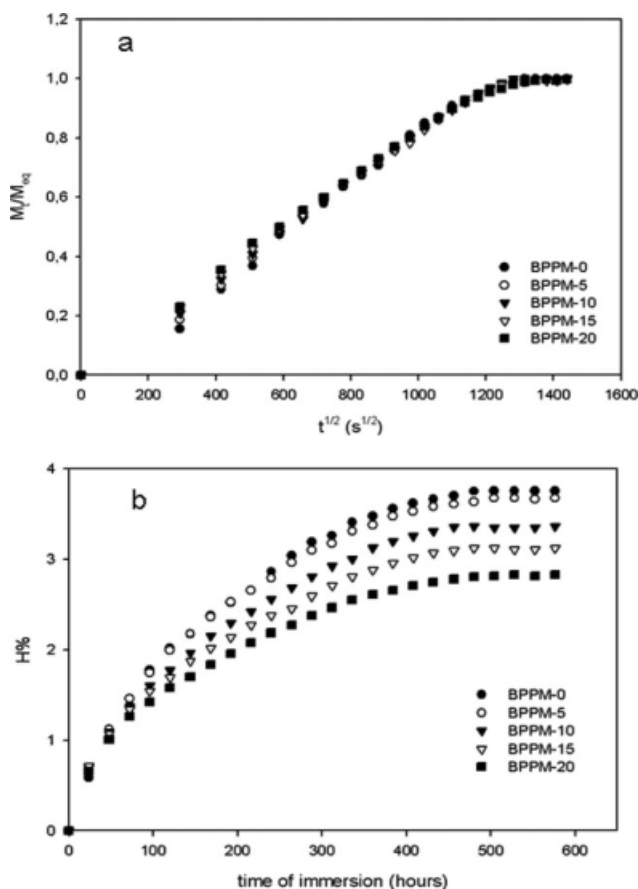 a
1,0
0,8
0,6
0,4
0,2
0,0
Mt/Meq
BPPM-0
BPPM-5
BPPM-10
BPPM-15
BPPM-20
0 200 400 600 800 1000 1200 1400 1600
t1/2 (s1/2)
b
4
3
2
1
0
H%
BPPM-0
BPPM-5
BPPM-10
BPPM-15
BPPM-20
0 100 200 300 400 500 600
time of immersion (hours)